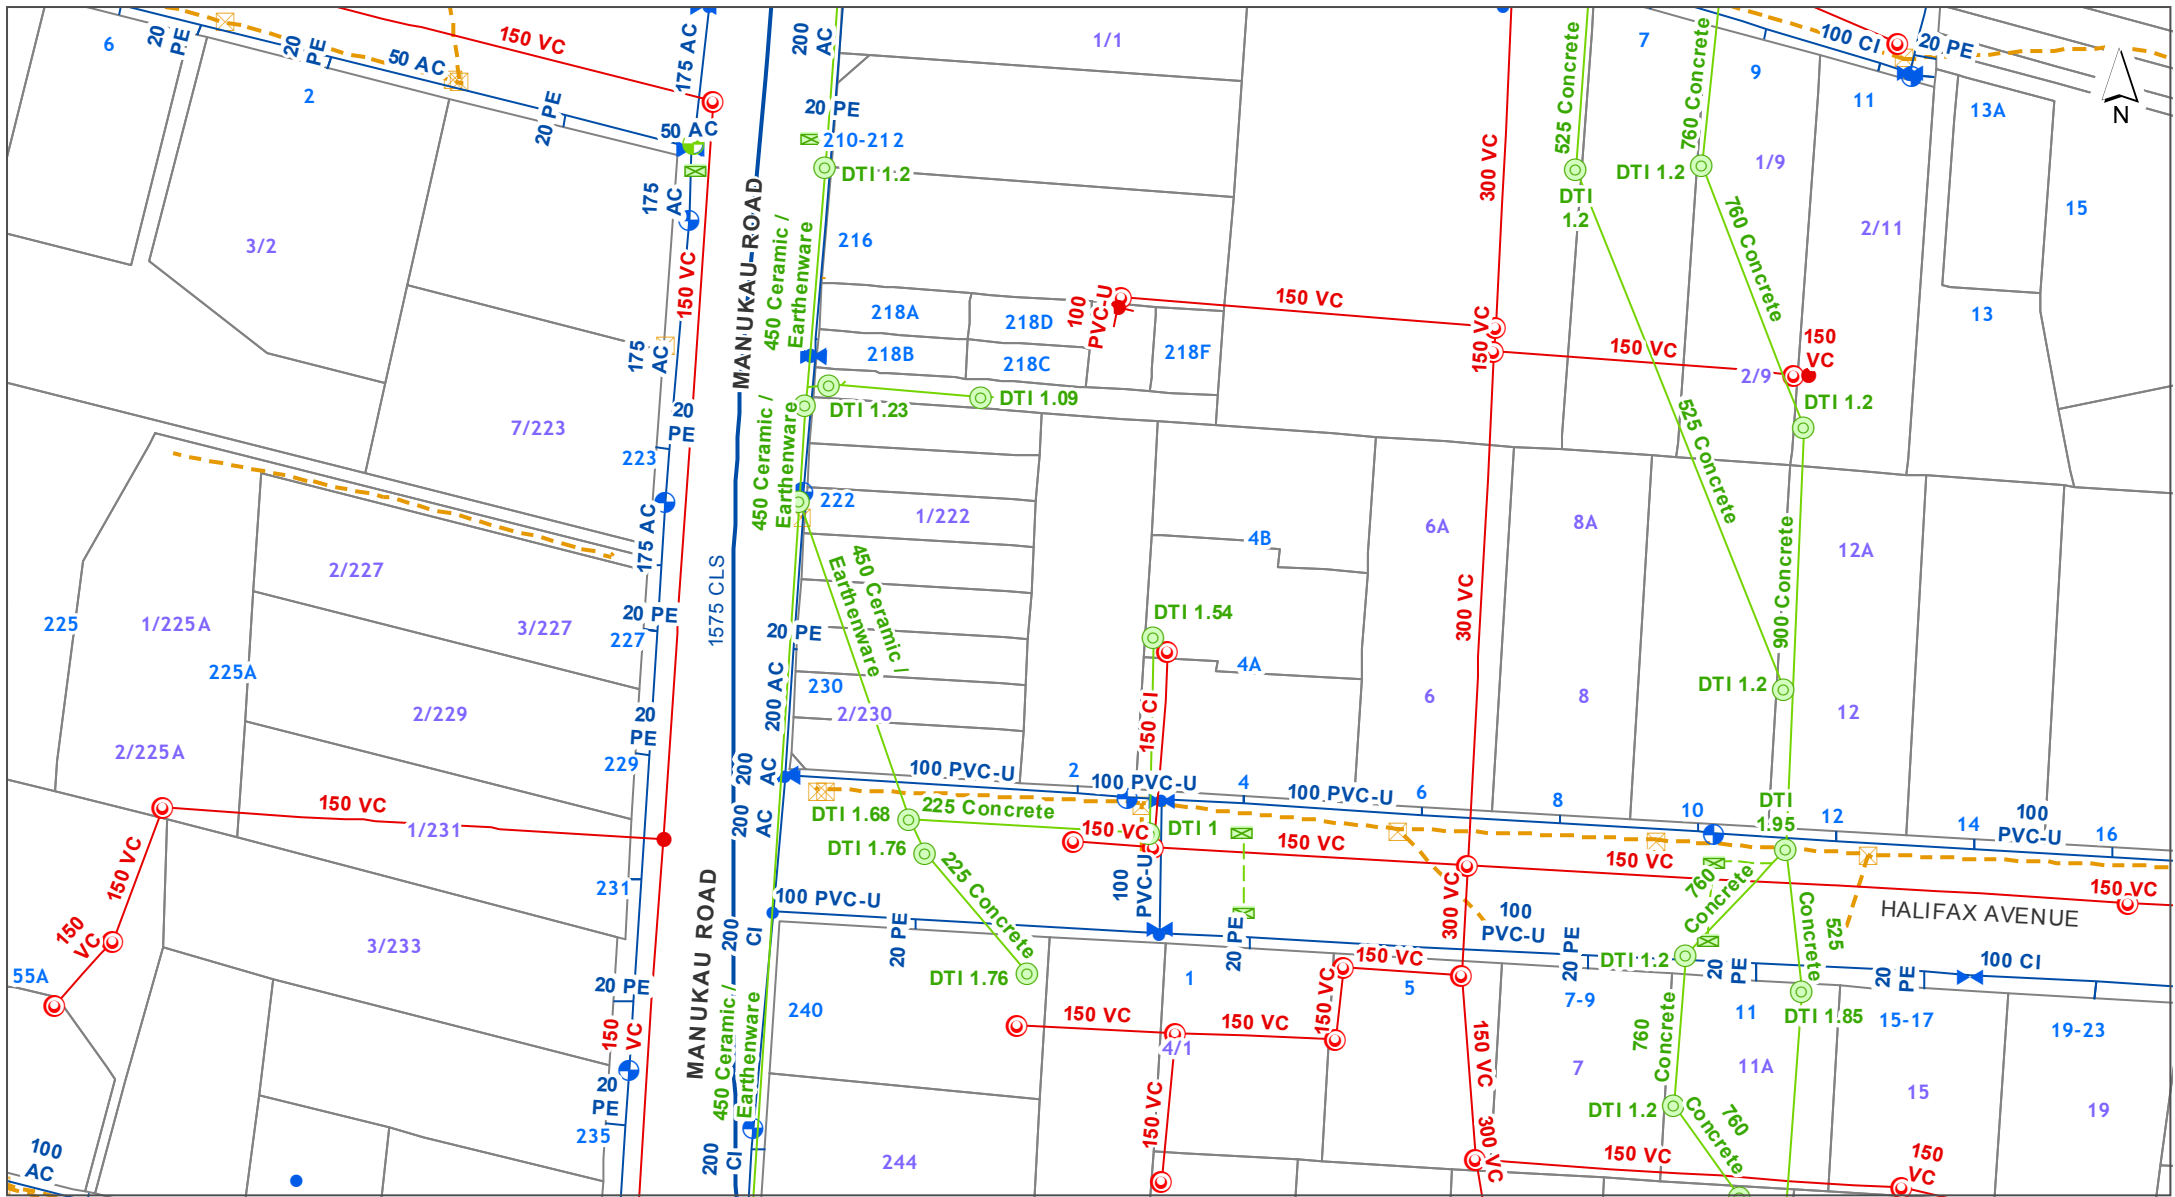 6
20
PE
20
PE
50 AC
2
150 VC
20 PE
175 AC
50 AC
200
AC
1/1
20 PE
210-212
DTI 1.2
525 Concrete
DTI
1.2
7
760 Concrete
DTI 1.2
9
100 CI
20 PE
11
13A
N
1/9
15
2/11
3/2
175
AC
150 VC
MANUKAU ROAD
450 Ceramic /
Earthenware
216
300 VC
760 Concrete
13
218A
218D
218B
218C
218F
100
PVC-U
150 VC
150 VC
150 VC
2/9
150
VC
DTI 1.2
175
AC
20
PE
7/223
223
DTI 1.23
DTI 1.09
450 Ceramic /
Earthenware
222
1/222
525 Concrete
175 AC
4B
6A
8A
12A
2/227
3/227
20 PE
227
225
1/225A
225A
1575 CLS
450 Ceramic /
Earthenware
20 PE
DTI 1.54
300 VC
900 Concrete
4A
DTI 1.2
230
2/230
200 AC
6
8
12
2/229
20
PE
229
2/225A
150 CI
200
AC
100 PVC-U
2
100 PVC-U
4
100 PVC-U
6
8
10
DTI
1.95
12
14
100
PVC-U
16
150 VC
1/231
200
AC
DTI 1.68
225 Concrete
DTI 1
DTI 1.76
150 VC
150 VC
150 VC
150 VC
150 VC
231
MANUKAU ROAD
225 Concrete
100
PVC-U
760
Concrete
525
Concrete
HALIFAX AVENUE
150
VC
100 PVC-U
200
CI
20 PE
20 PE
300 VC
100
PVC-U
20 PE
3/233
55A
DTI 1.76
1
150 VC
5
DTI 1.2
20
PE
20
PE
100 CI
20 PE
7-9
11
DTI 1.85
15-17
19-23
240
150 VC
150 VC
150 VC
4/1
150
VC
450 Ceramic /
Earthenware
150 VC
760
Concrete
7
11A
15
19
20
PE
235
150 VC
DTI 1.2
760
Concrete
300 VC
150 VC
150
VC
100
AC
200
CI
244